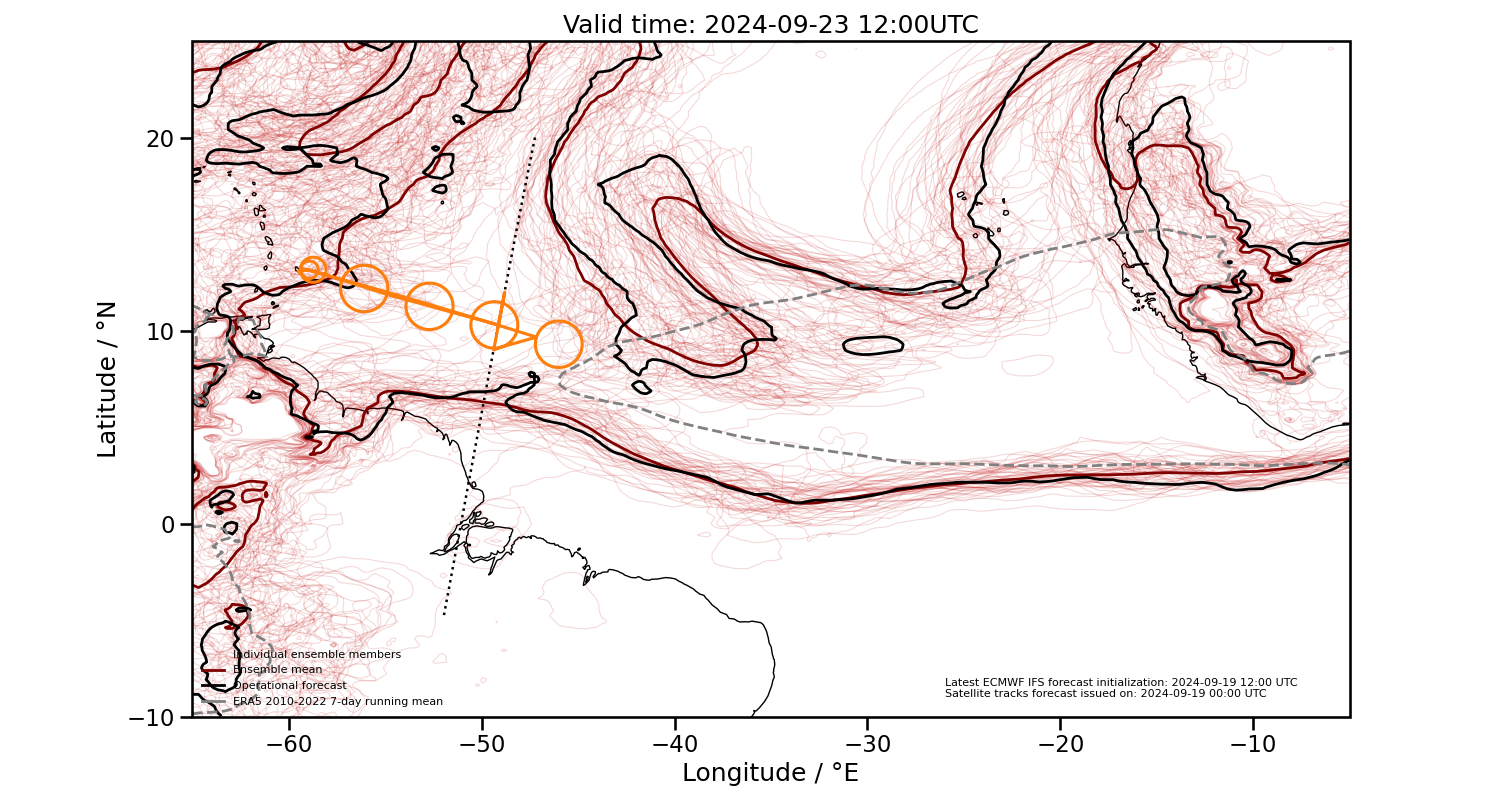 Valid time: 2024-09-23 12:00UTC
20
10
0
−10
Latitude / °N
Individual ensemble members
Ensemble mean
Operational forecast
ERA5 2010-2022 7-day running mean
Latest ECMWF IFS forecast initialization: 2024-09-19 12:00 UTC
Satellite tracks forecast issued on: 2024-09-19 00:00 UTC
−60
−50
−40
−30
−20
−10
Longitude / °E